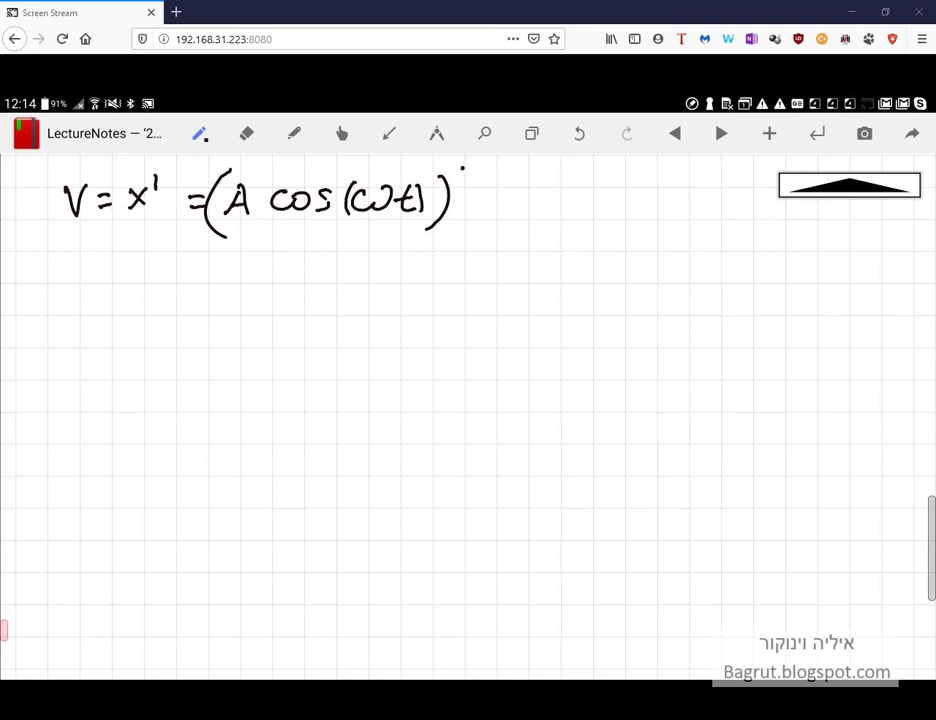 Screen Stream
192.168.31.223:8080
12:14 91%
LectureNotes — ‘2...
V = x' = (A cos(ωt))'
איליה וינוקור
Bagrut.blogspot.com